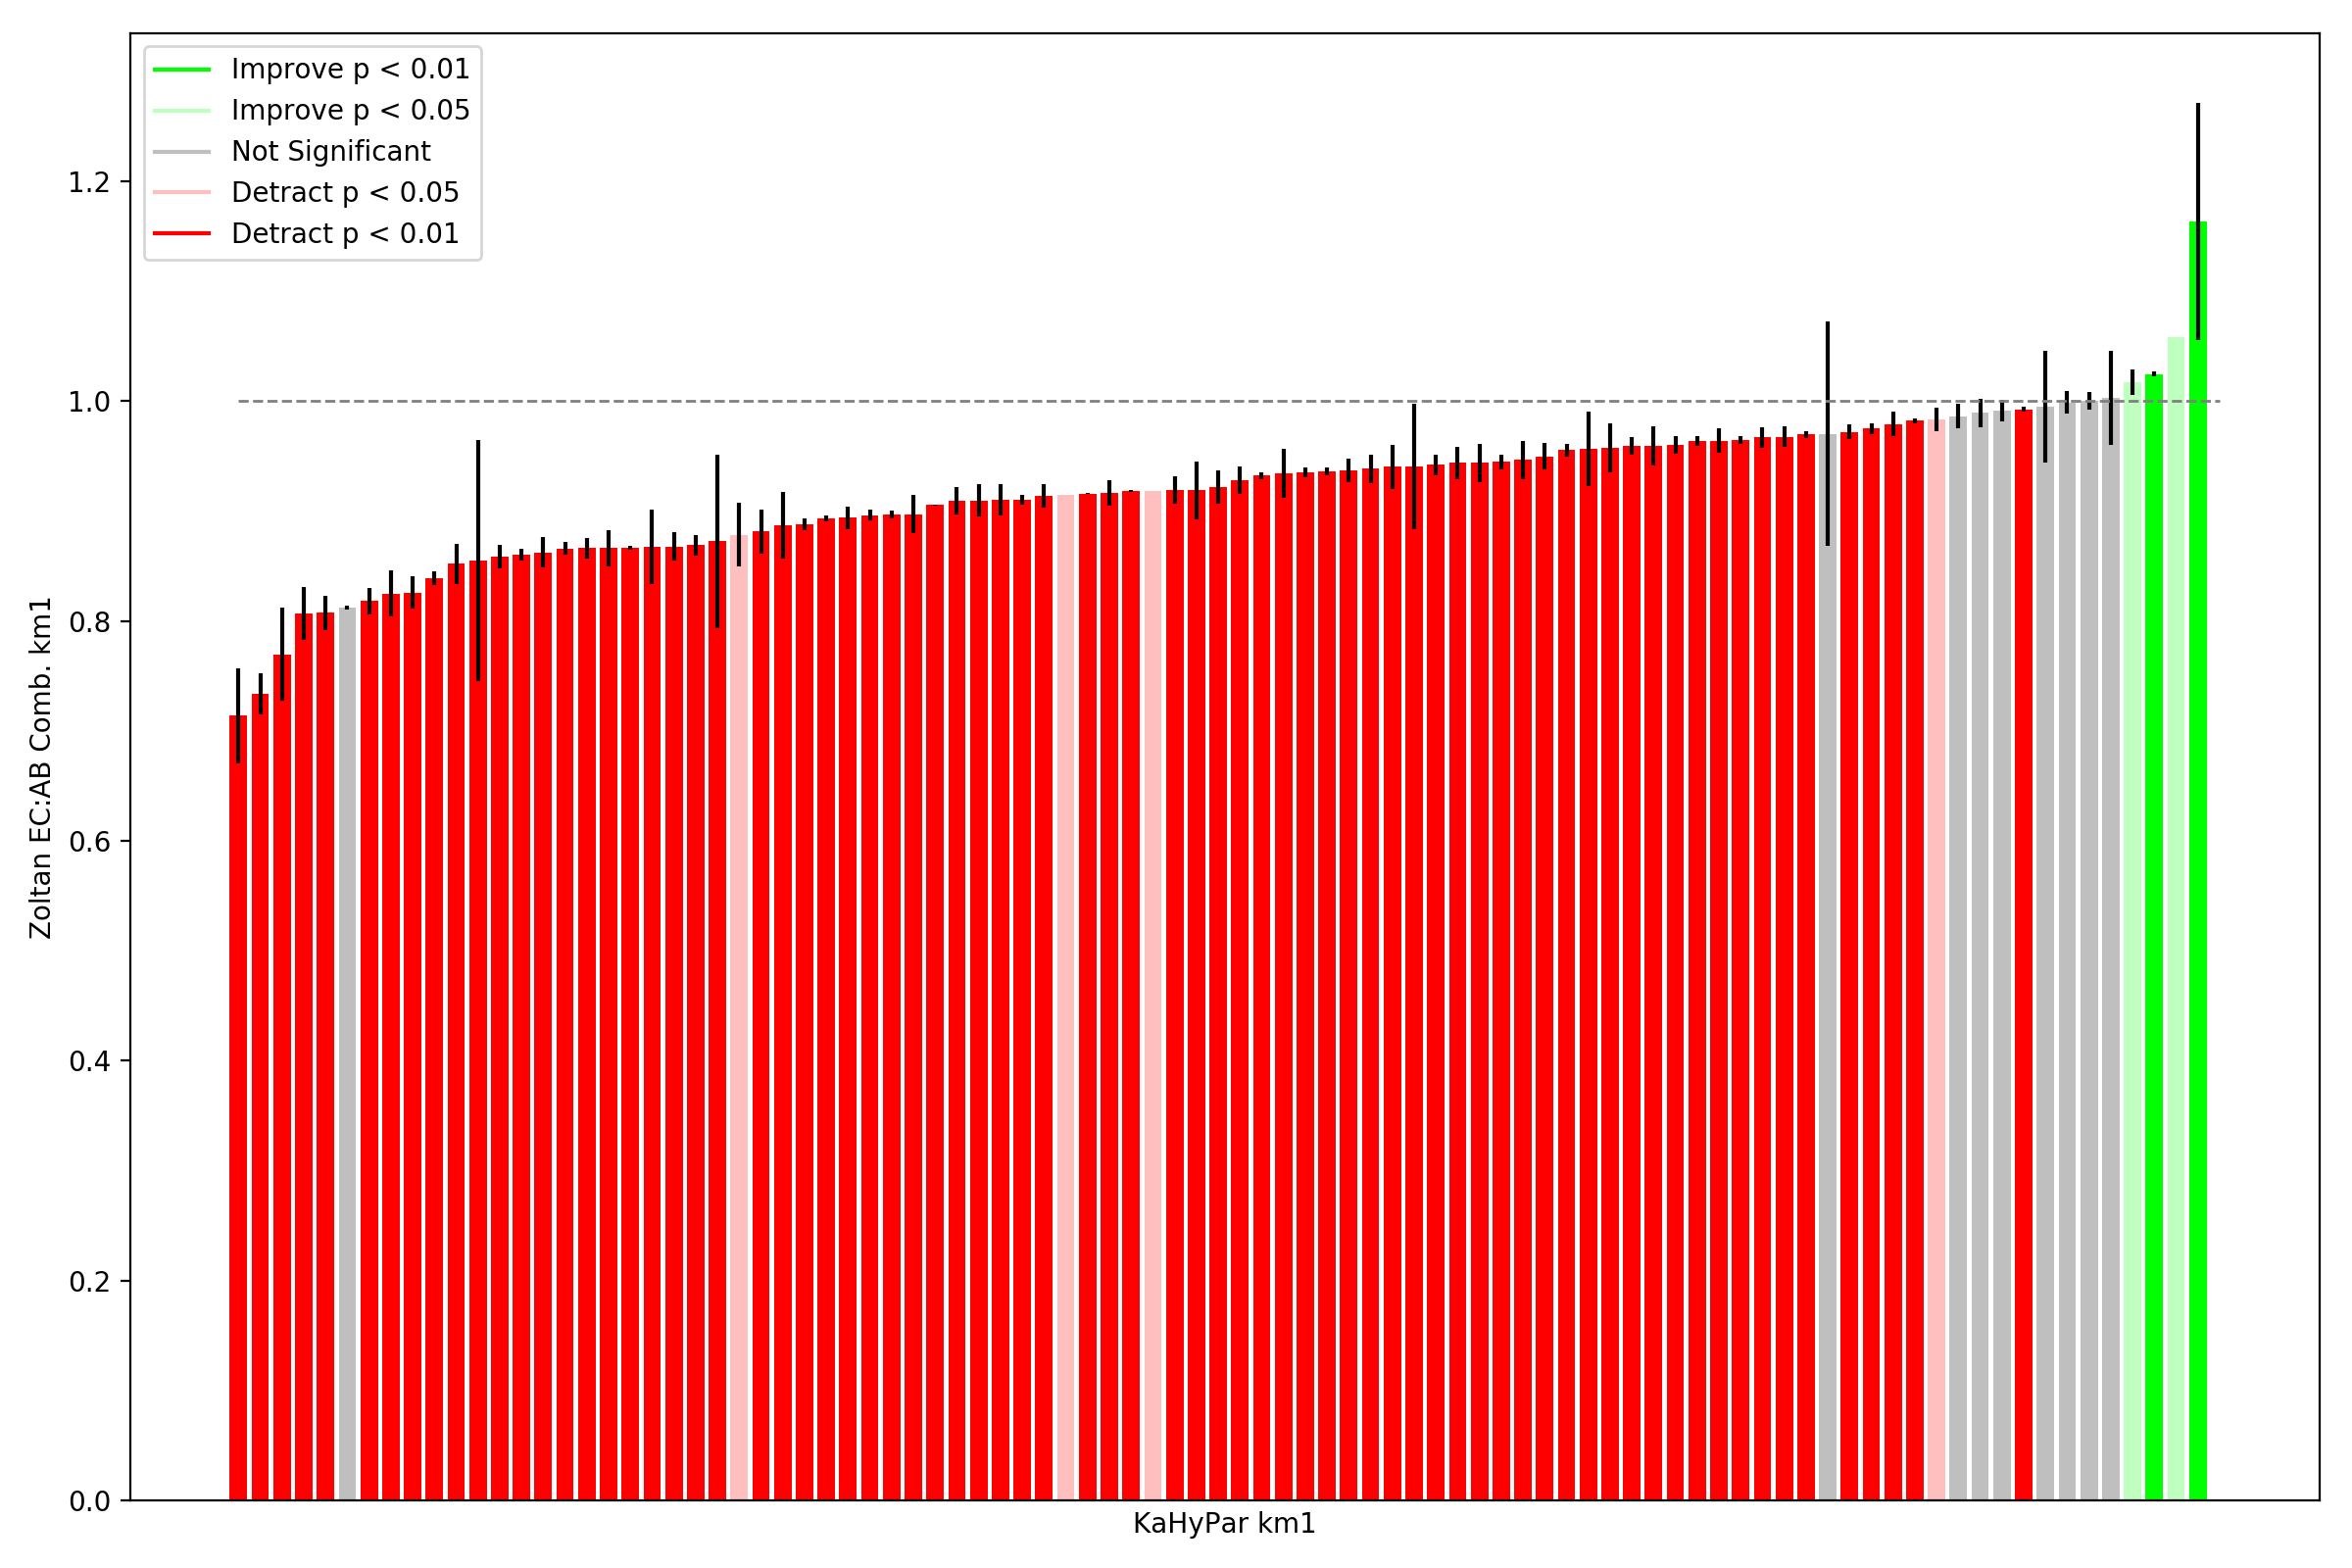 Improve p < 0.01
Improve p < 0.05
Not Significant
Detract p < 0.05
Detract p < 0.01
1.2
1.0
0.8
0.6
0.4
0.2
0.0
Zoltan EC:AB Comb. km1
KaHyPar km1